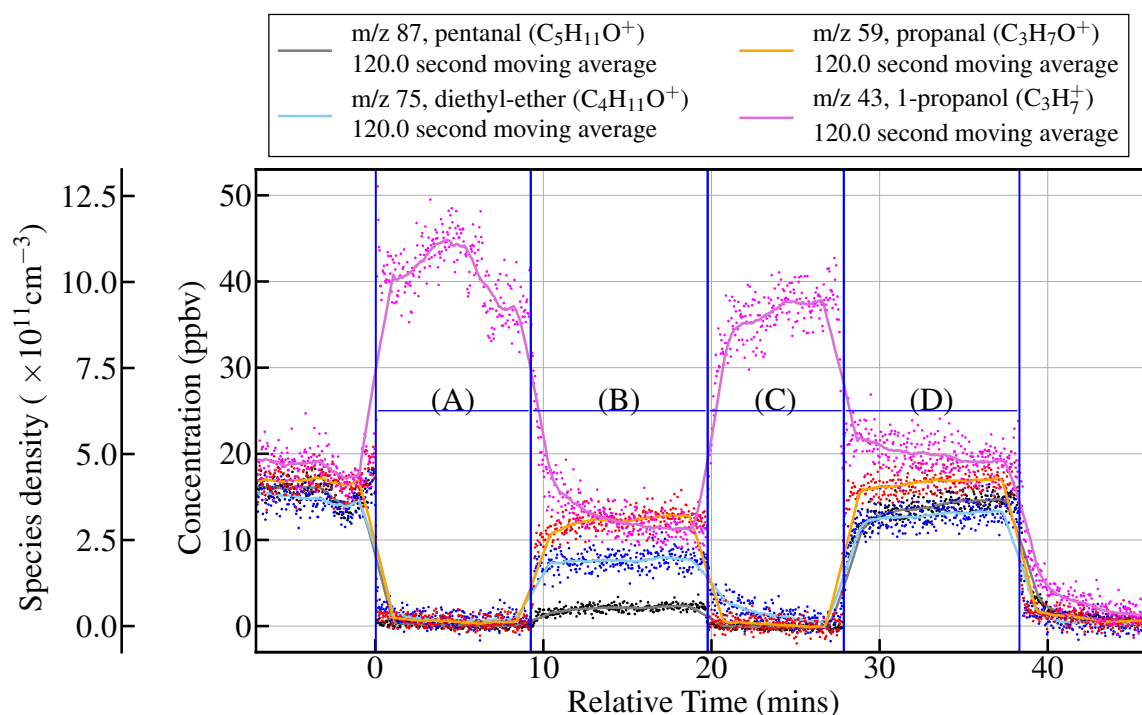 m/z 87, pentanal (C₅H₁₁O⁺)
120.0 second moving average
m/z 75, diethyl-ether (C₄H₁₁O⁺)
120.0 second moving average
m/z 59, propanal (C₃H₇O⁺)
120.0 second moving average
m/z 43, 1-propanol (C₃H₇⁺)
120.0 second moving average
Species density ( ×10¹¹cm⁻³)
12.5
10.0
7.5
5.0
2.5
0.0
Concentration (ppbv)
50
40
30
20
10
0
(A)
(B)
(C)
(D)
0
10
20
30
40
Relative Time (mins)